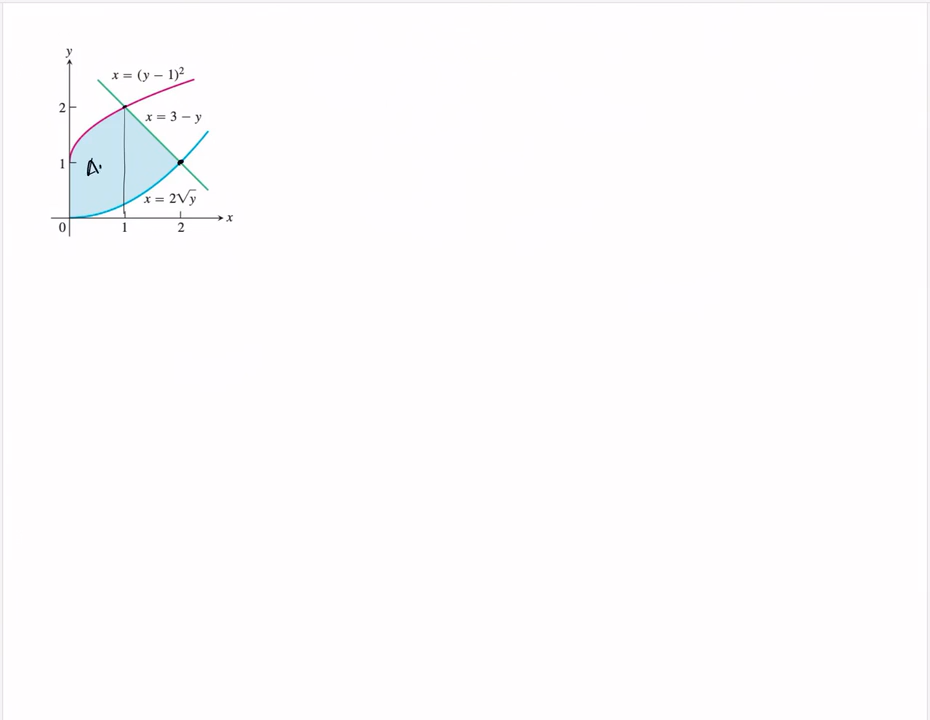 y
x = (y − 1)²
2
x = 3 − y
1
x = 2√y
x
0
1
2